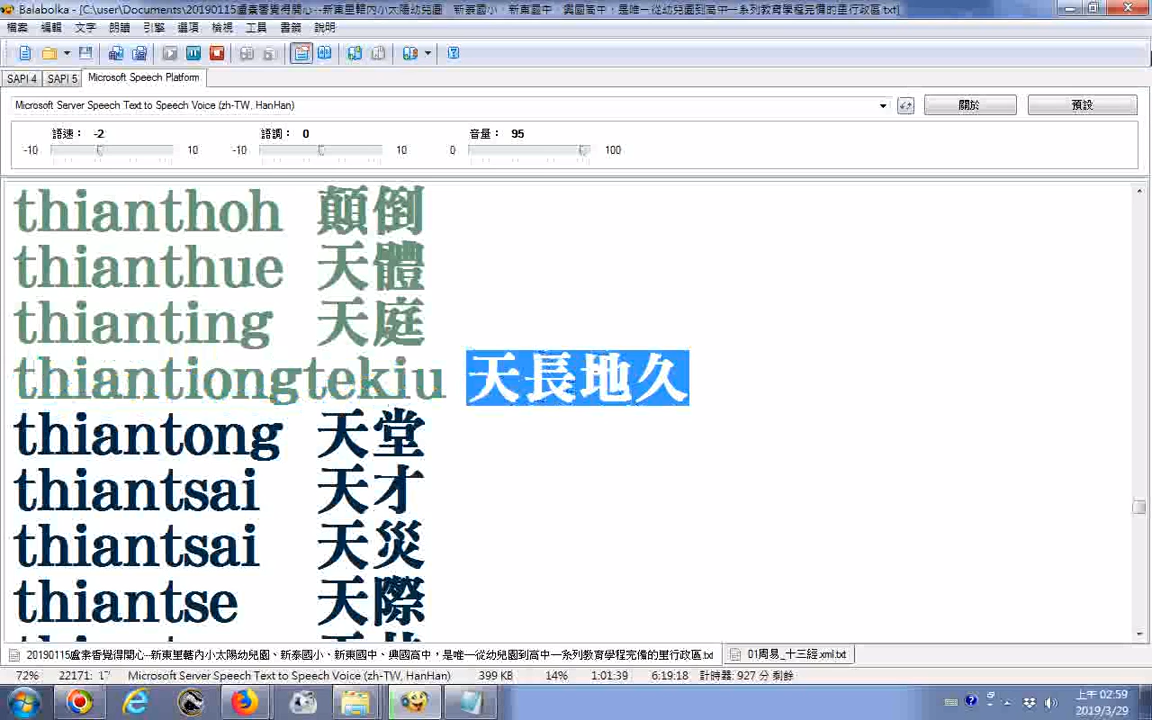 Balabolka - [C:\user\Documents\20190115盧素香覺得開心--新東里轄內小太陽幼兒園、新泰國小、新東國中、興國高中，是唯一從幼兒園到高中一系列教育學程完備的里行政區.txt]
檔案 編輯 文字 朗讀 引擎 選項 檢視 工具 書籤 說明
SAPI 4 SAPI 5 Microsoft Speech Platform
Microsoft Server Speech Text to Speech Voice (zh-TW, HanHan) 關於 預設
語速： -2 語調： 0 音量： 95
-10 10 -10 10 0 100
thianthoh 顛倒
thianthue 天體
thianting 天庭
thiantiongtekiu 天長地久
thiantong 天堂
thiantsai 天才
thiantsai 天災
thiantse 天際
20190115盧素香覺得開心--新東里轄內小太陽幼兒園、新泰國小、新東國中、興國高中，是唯一從幼兒園到高中一系列教育學程完備的里行政區.txt 01周易_十三經.xml.txt
72% 22171: 17 Microsoft Server Speech Text to Speech Voice (zh-TW, HanHan) 399 KB 14% 1:01:39 6:19:18 計時器: 927 分 剩餘
上午 02:59
2019/3/29